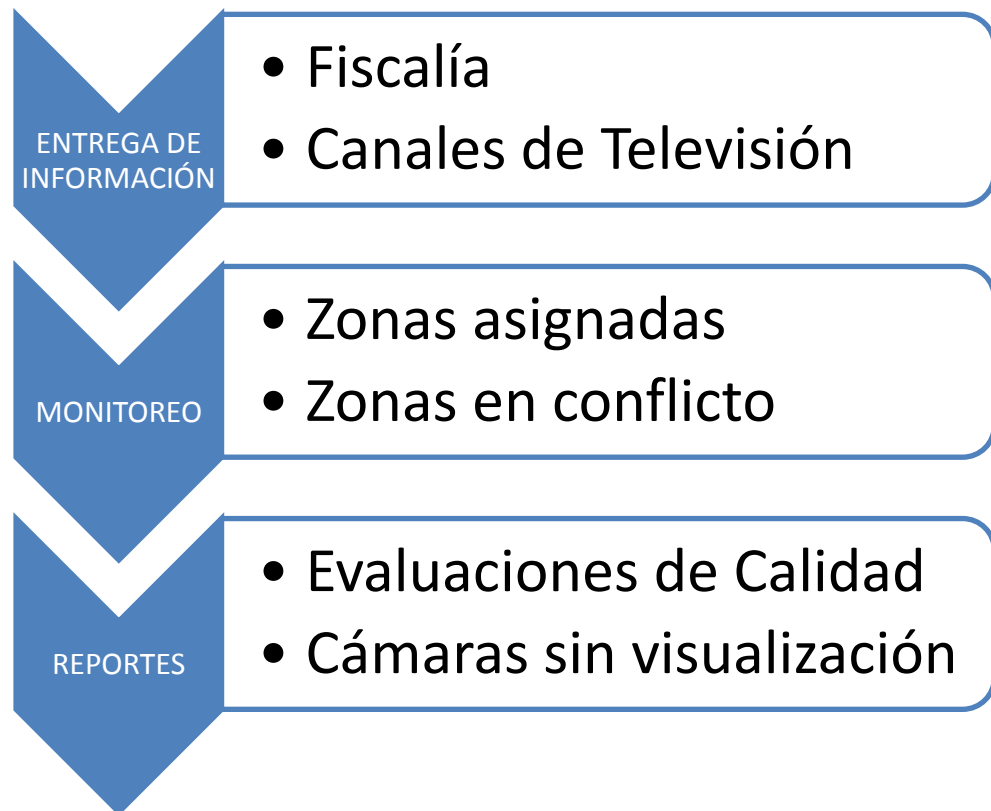 ENTREGA DE
INFORMACIÓN
• Fiscalía
• Canales de Televisión
MONITOREO
• Zonas asignadas
• Zonas en conflicto
REPORTES
• Evaluaciones de Calidad
• Cámaras sin visualización